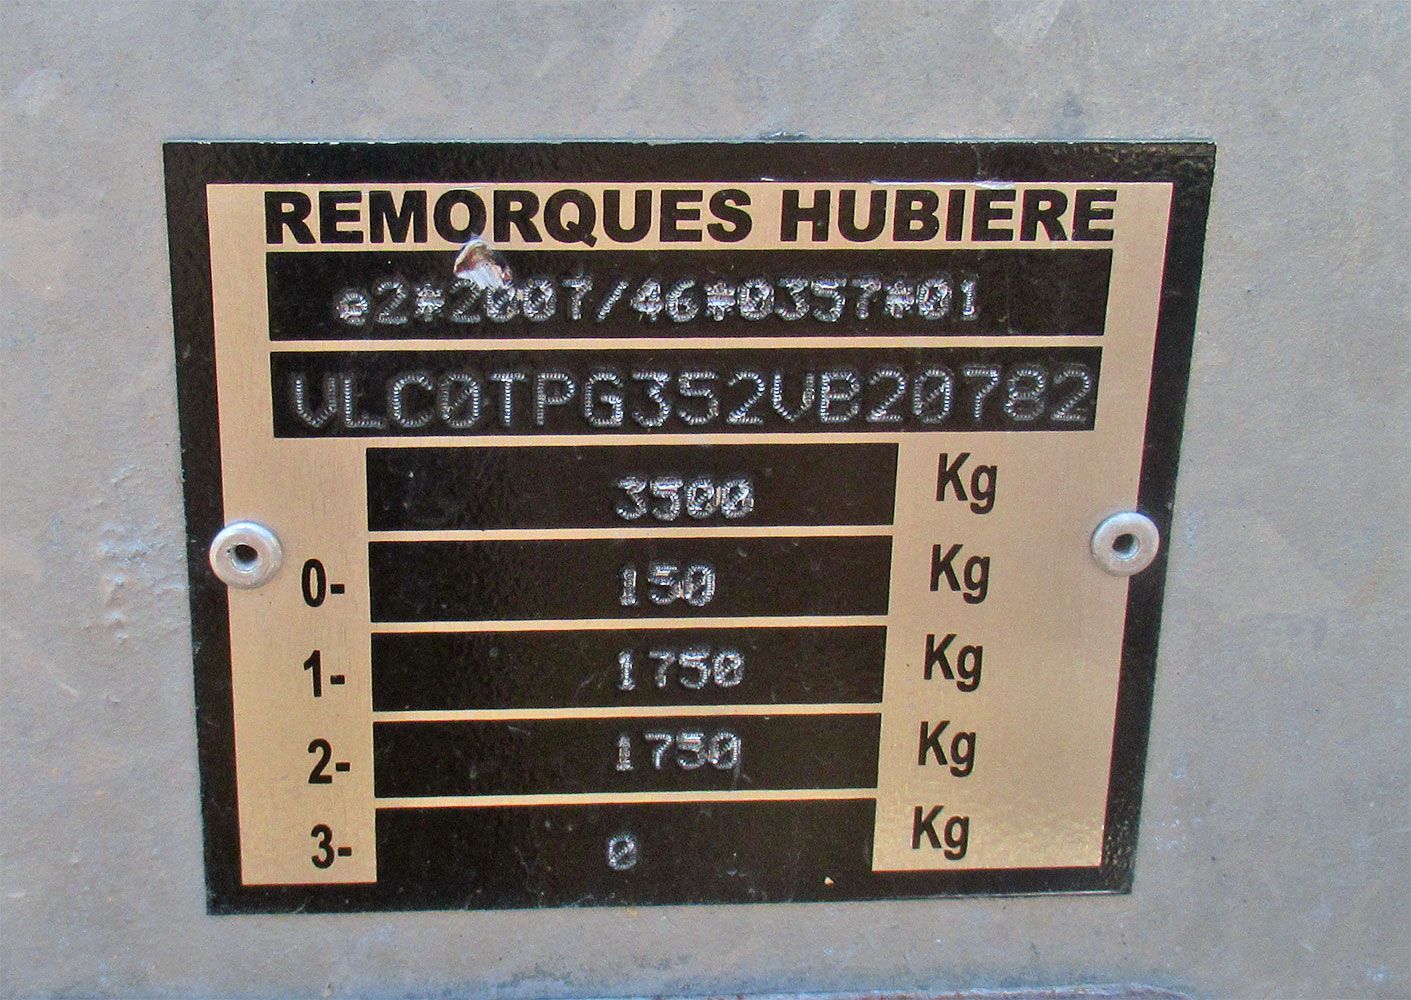 REMORQUES HUBIERE
e2*2007/46*0357*01
VLC0TPG352VB20782
3500 Kg
0- 150 Kg
1- 1750 Kg
2- 1750 Kg
3- 0 Kg